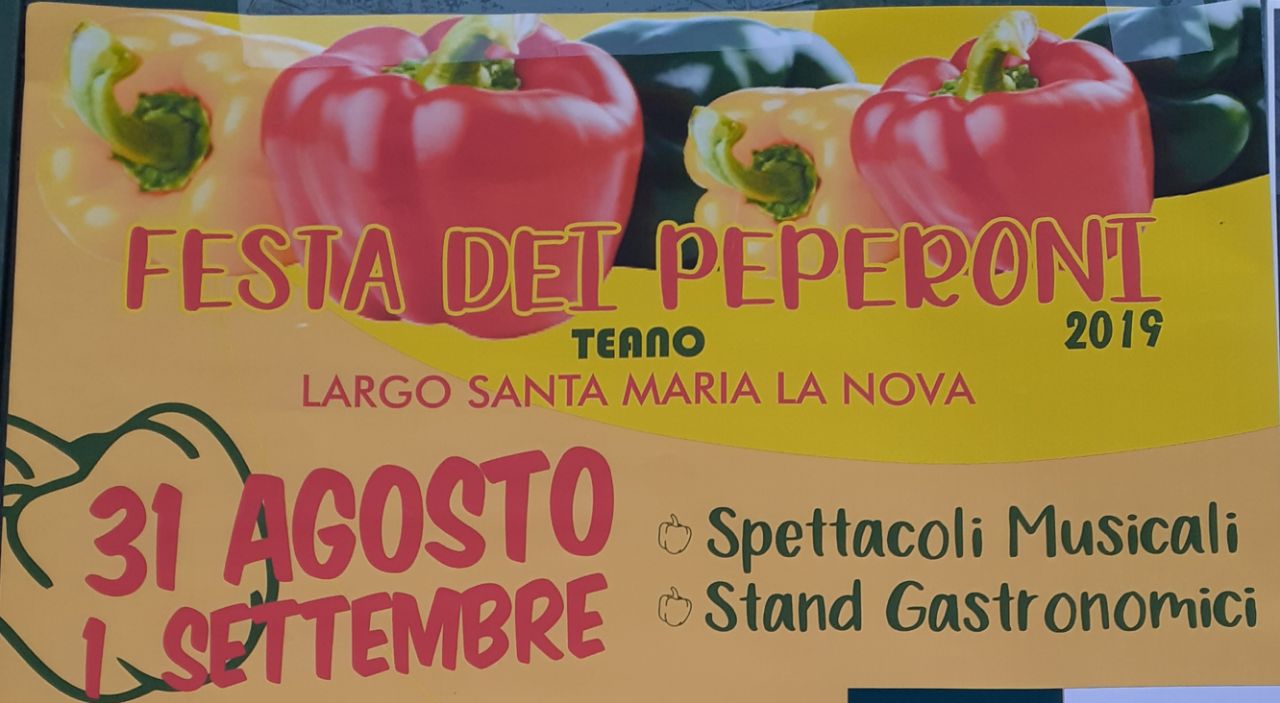 FESTA DEI PEPERONI
2019
TEANO
LARGO SANTA MARIA LA NOVA
31 AGOSTO
1 SETTEMBRE
Spettacoli Musicali
Stand Gastronomici